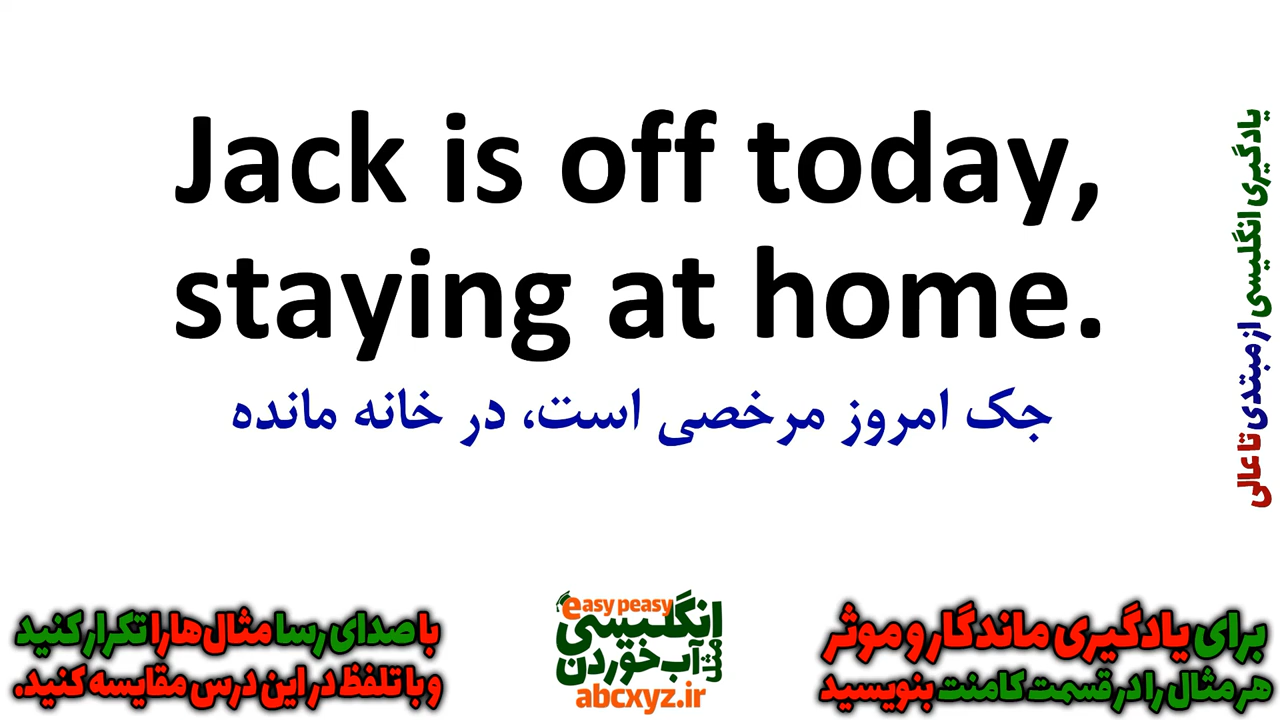 Jack is off today,
staying at home.
جک امروز مرخصی است، در خانه مانده
یادگیری انگلیسی از مبتدی تا عالی
برای یادگیری ماندگار و موثر
هر مثال را در قسمت کامنت بنویسید
easy peasy
انگلیسی
مثل
آب خوردن
abcxyz.ir
با صدای رسا مثال‌ها را تکرار کنید
و با تلفظ در این درس مقایسه کنید.